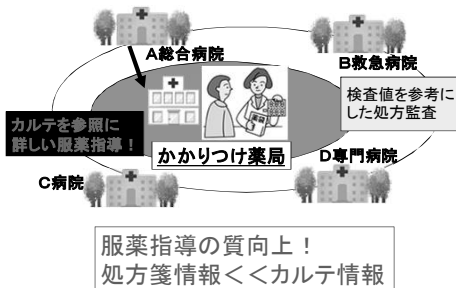 A総合病院
B救急病院
検査値を参考に
した処方監査
カルテを参照に
詳しい服薬指導！
かかりつけ薬局
D専門病院
C病院
服薬指導の質向上！
処方箋情報＜＜カルテ情報